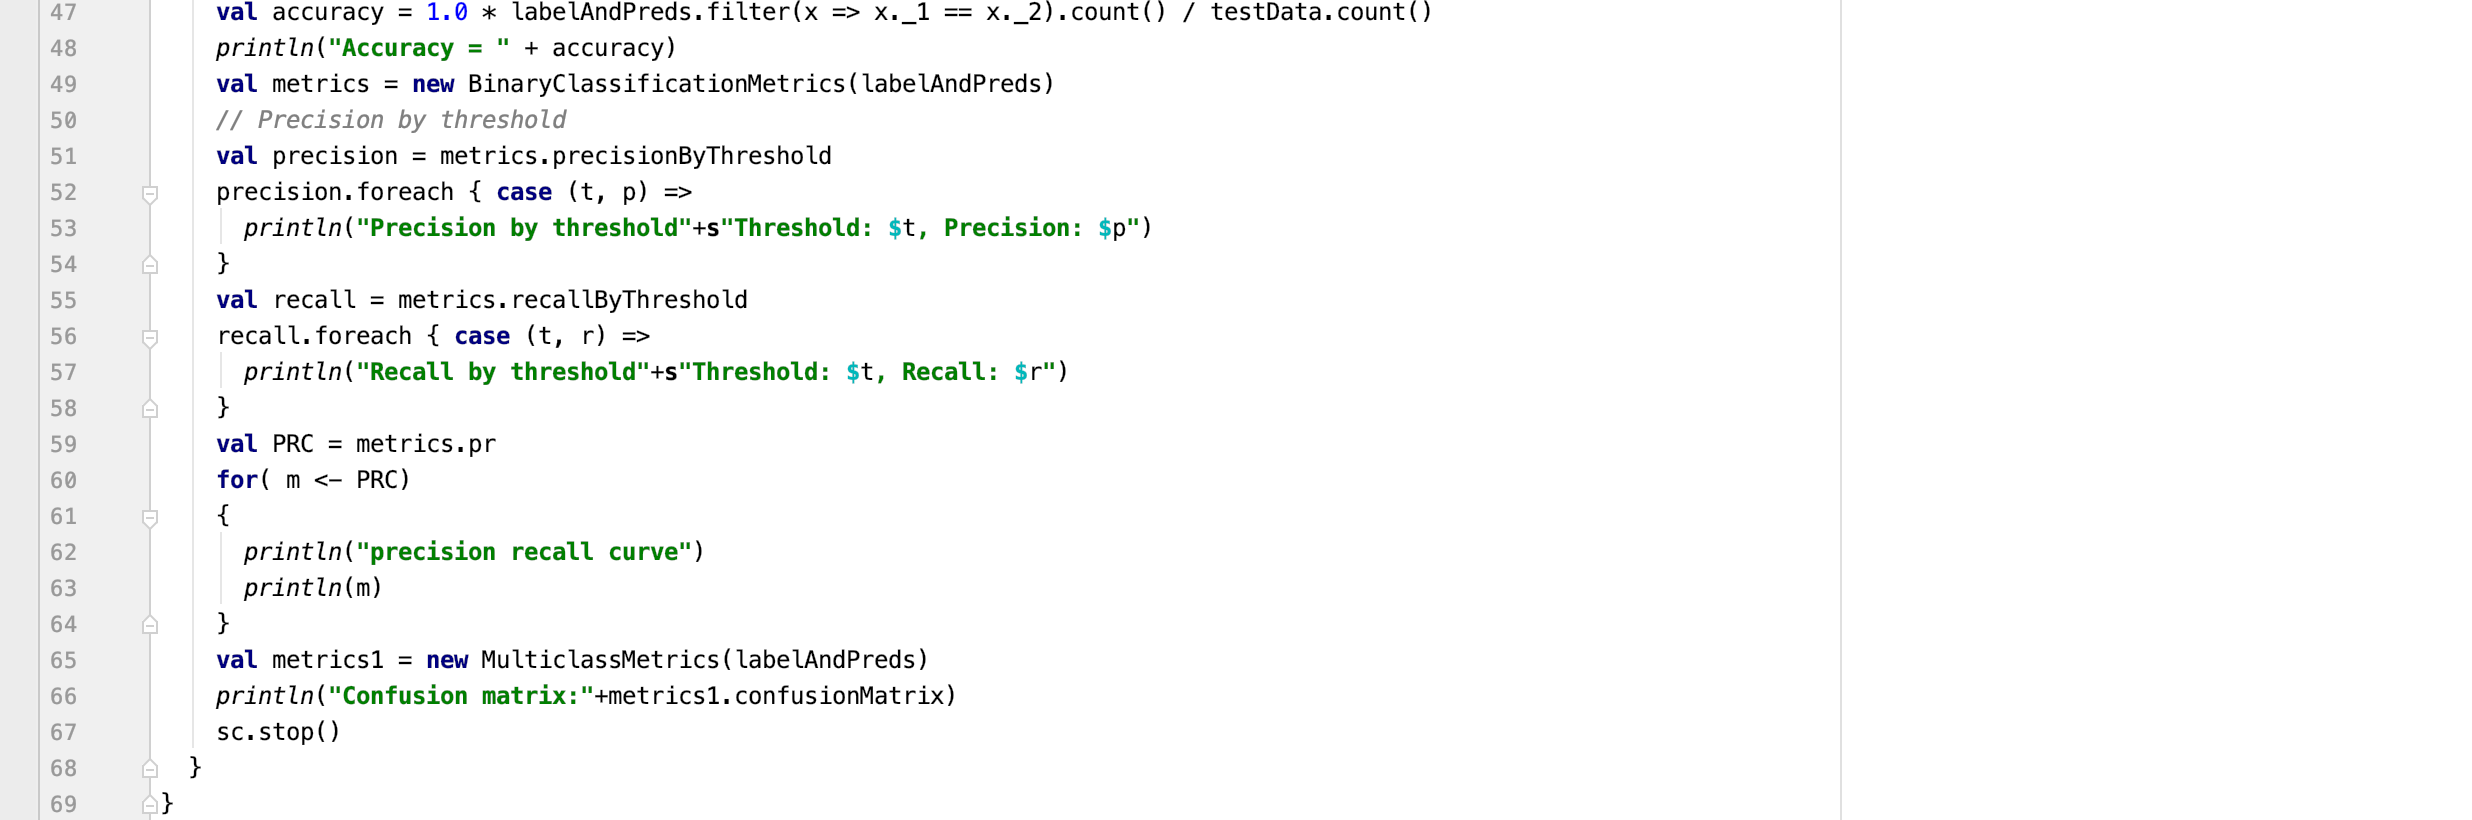 47 val accuracy = 1.0 * labelAndPreds.filter(x => x._1 == x._2).count() / testData.count()
48 println("Accuracy = " + accuracy)
49 val metrics = new BinaryClassificationMetrics(labelAndPreds)
50 // Precision by threshold
51 val precision = metrics.precisionByThreshold
52 precision.foreach { case (t, p) =>
53 println("Precision by threshold"+s"Threshold: $t, Precision: $p")
54 }
55 val recall = metrics.recallByThreshold
56 recall.foreach { case (t, r) =>
57 println("Recall by threshold"+s"Threshold: $t, Recall: $r")
58 }
59 val PRC = metrics.pr
60 for( m <- PRC)
61 {
62 println("precision recall curve")
63 println(m)
64 }
65 val metrics1 = new MulticlassMetrics(labelAndPreds)
66 println("Confusion matrix:"+metrics1.confusionMatrix)
67 sc.stop()
68 }
69 }